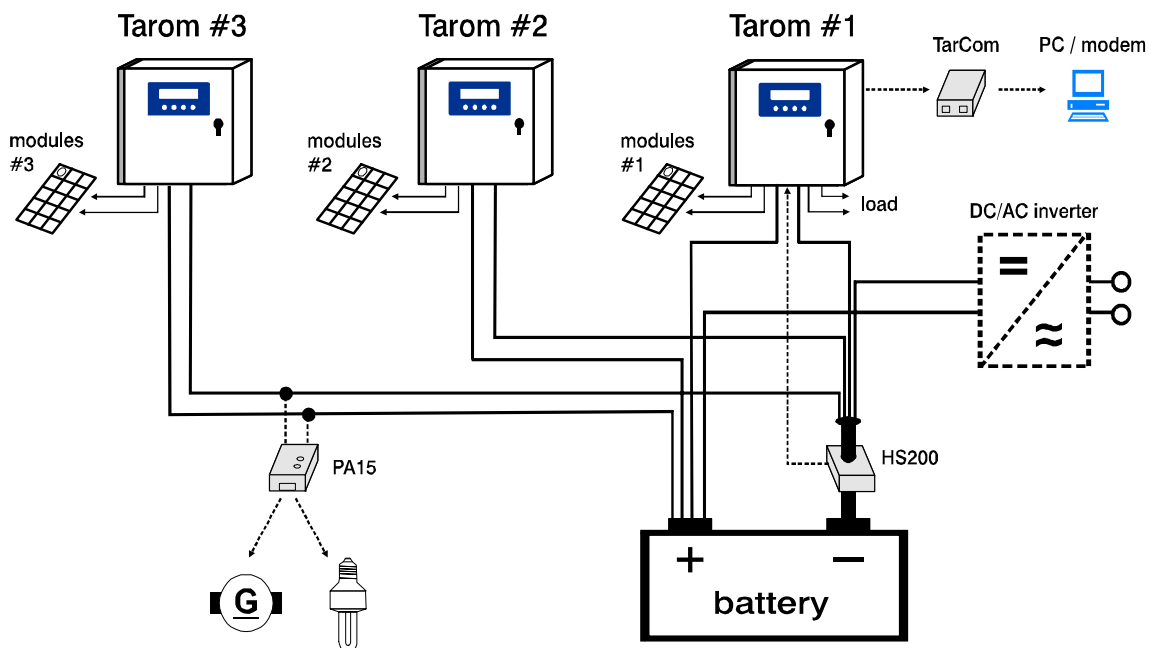 Tarom #3
Tarom #2
Tarom #1
TarCom
PC / modem
modules
#3
modules
#2
modules
#1
load
DC/AC inverter
=
≈
PA15
HS200
G
+
−
battery